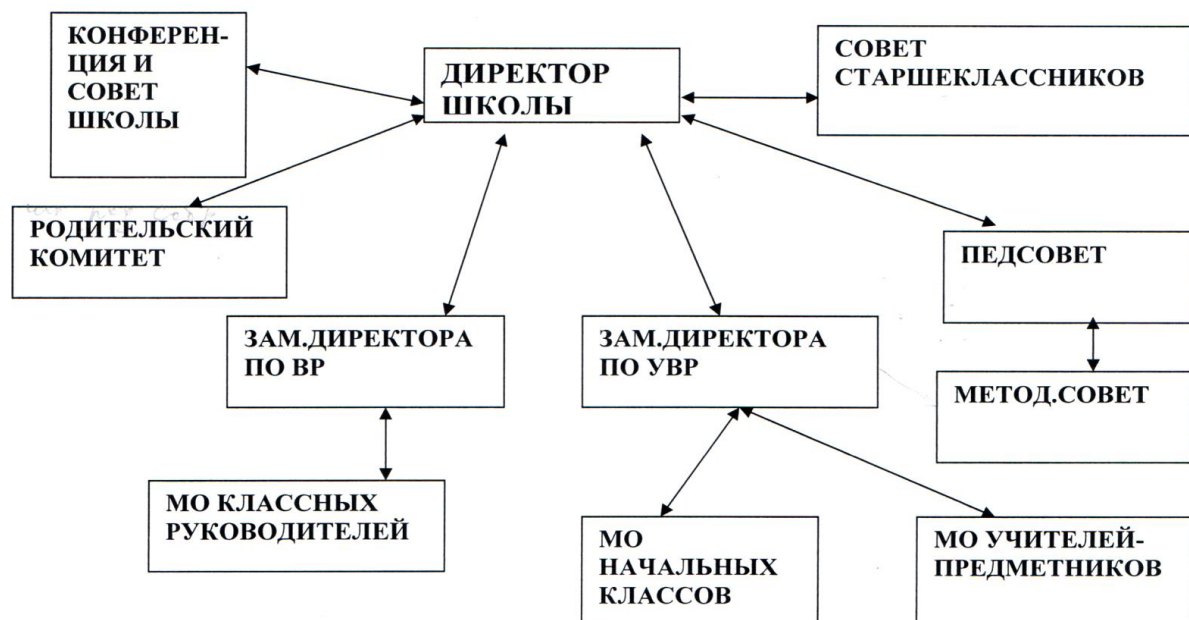 КОНФЕРЕН-
ЦИЯ И
СОВЕТ
ШКОЛЫ
ДИРЕКТОР
ШКОЛЫ
СОВЕТ
СТАРШЕКЛАССНИКОВ
РОДИТЕЛЬСКИЙ
КОМИТЕТ
ПЕДСОВЕТ
ЗАМ.ДИРЕКТОРА
ПО ВР
ЗАМ.ДИРЕКТОРА
ПО УВР
МЕТОД.СОВЕТ
МО КЛАССНЫХ
РУКОВОДИТЕЛЕЙ
МО
НАЧАЛЬНЫХ
КЛАССОВ
МО УЧИТЕЛЕЙ-
ПРЕДМЕТНИКОВ